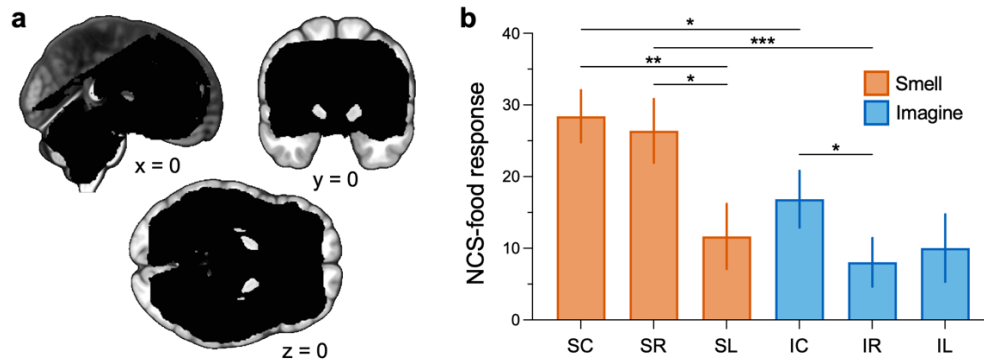 a
x = 0
y = 0
z = 0
b
NCS-food response
40
30
20
10
0
*
***
**
*
*
Smell
Imagine
SC SR SL IC IR IL